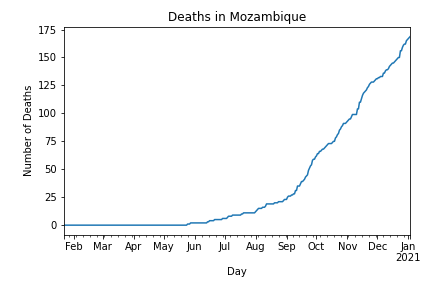 Deaths in Mozambique
Number of Deaths
175
150
125
100
75
50
25
0
Feb Mar Apr May Jun Jul Aug Sep Oct Nov Dec Jan
2021
Day